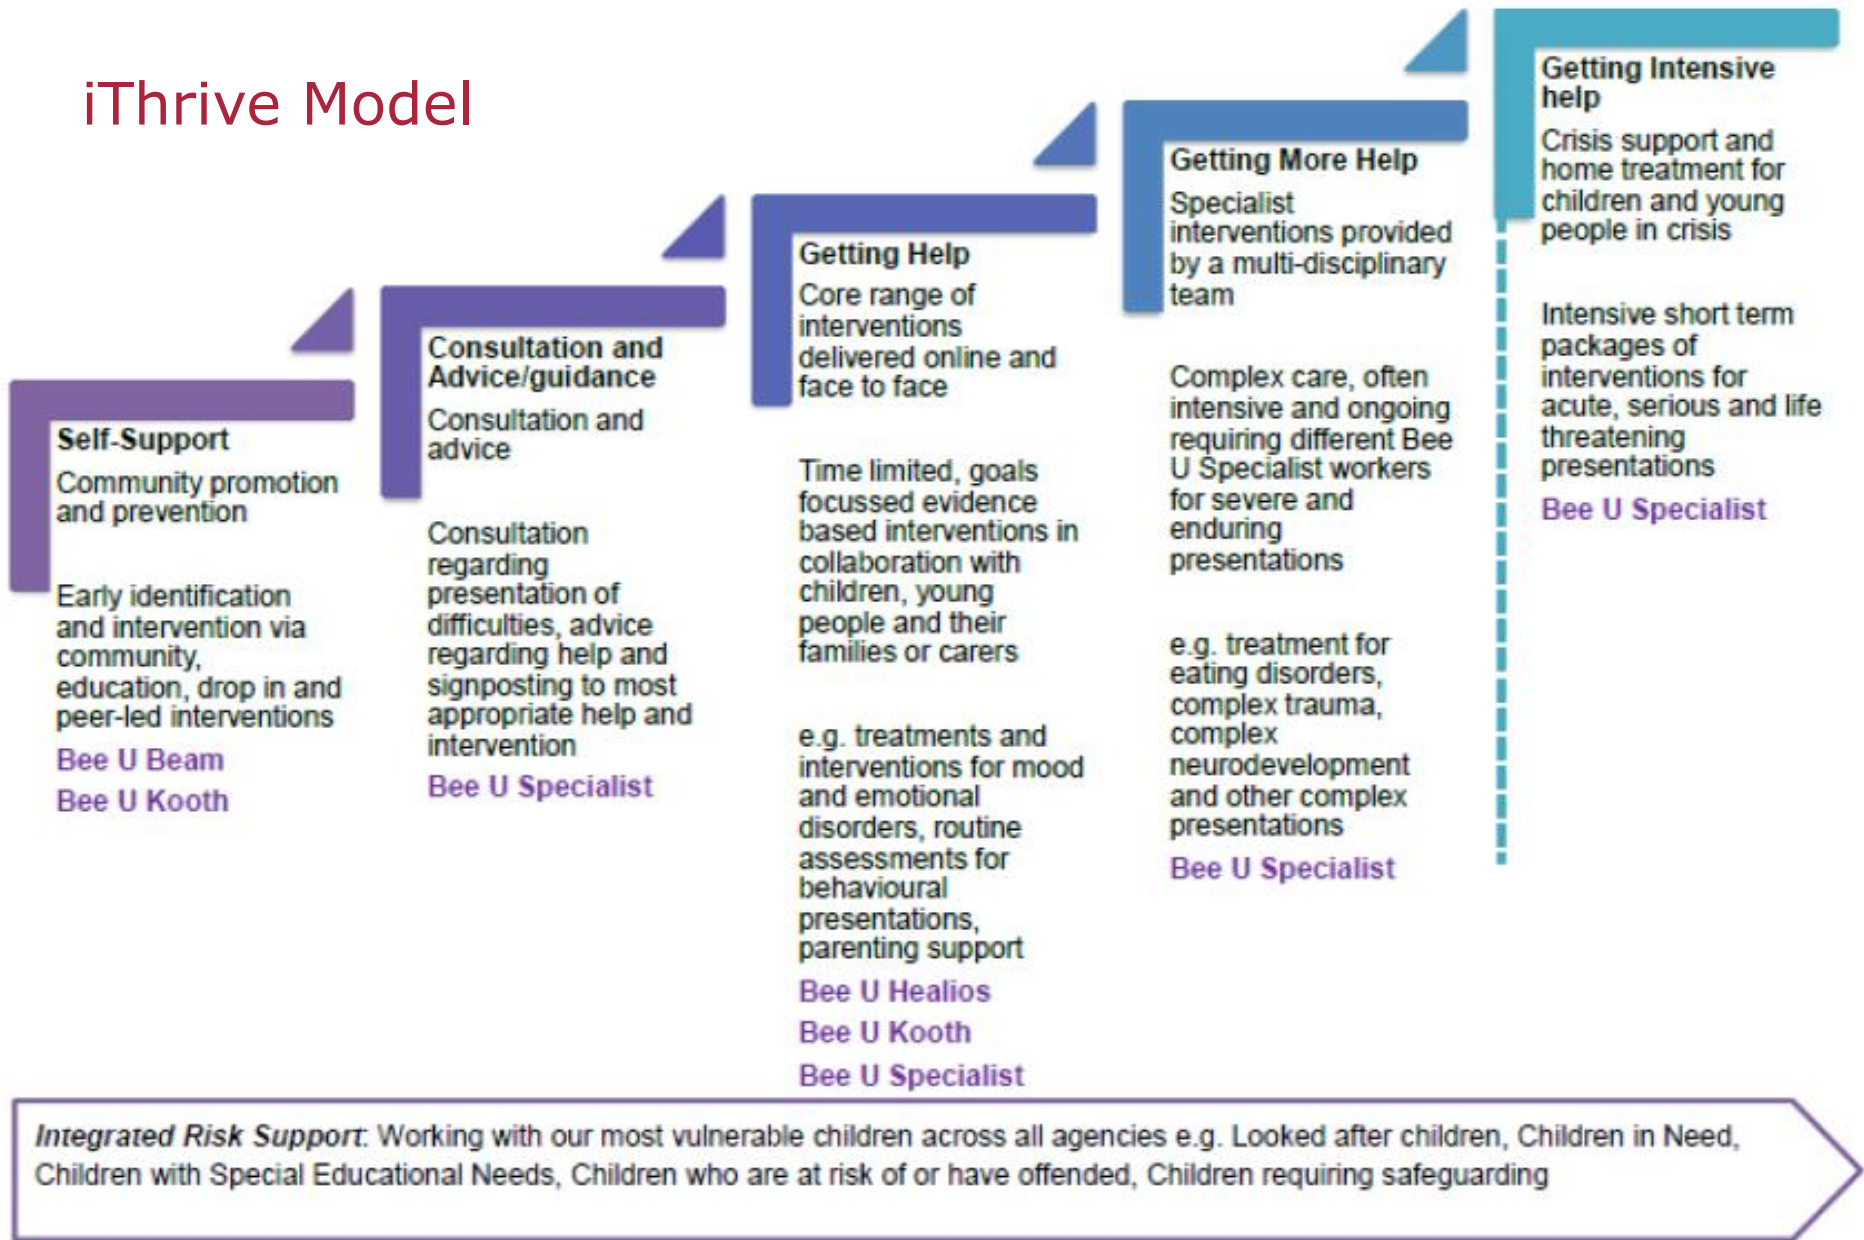 iThrive Model
Self-Support
Community promotion
and prevention
Early identification
and intervention via
community,
education, drop in and
peer-led interventions
Bee U Beam
Bee U Kooth
Consultation and
Advice/guidance
Consultation and
advice
Consultation
regarding
presentation of
difficulties, advice
regarding help and
signposting to most
appropriate help and
intervention
Bee U Specialist
Getting Help
Core range of
interventions
delivered online and
face to face
Time limited, goals
focussed evidence
based interventions in
collaboration with
children, young
people and their
families or carers
e.g. treatments and
interventions for mood
and emotional
disorders, routine
assessments for
behavioural
presentations,
parenting support
Bee U Healios
Bee U Kooth
Bee U Specialist
Getting More Help
Specialist
interventions provided
by a multi-disciplinary
team
Complex care, often
intensive and ongoing
requiring different Bee
U Specialist workers
for severe and
enduring
presentations
e.g. treatment for
eating disorders,
complex trauma,
complex
neurodevelopment
and other complex
presentations
Bee U Specialist
Getting Intensive
help
Crisis support and
home treatment for
children and young
people in crisis
Intensive short term
packages of
interventions for
acute, serious and life
threatening
presentations
Bee U Specialist
Integrated Risk Support: Working with our most vulnerable children across all agencies e.g. Looked after children, Children in Need,
Children with Special Educational Needs, Children who are at risk of or have offended, Children requiring safeguarding